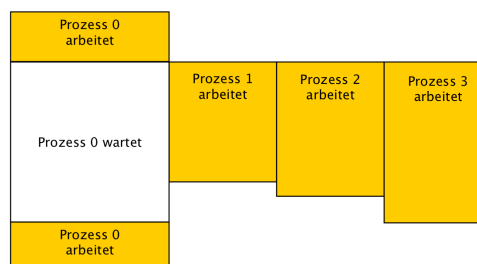 Prozess 0
arbeitet
Prozess 1
arbeitet
Prozess 2
arbeitet
Prozess 3
arbeitet
Prozess 0 wartet
Prozess 0
arbeitet